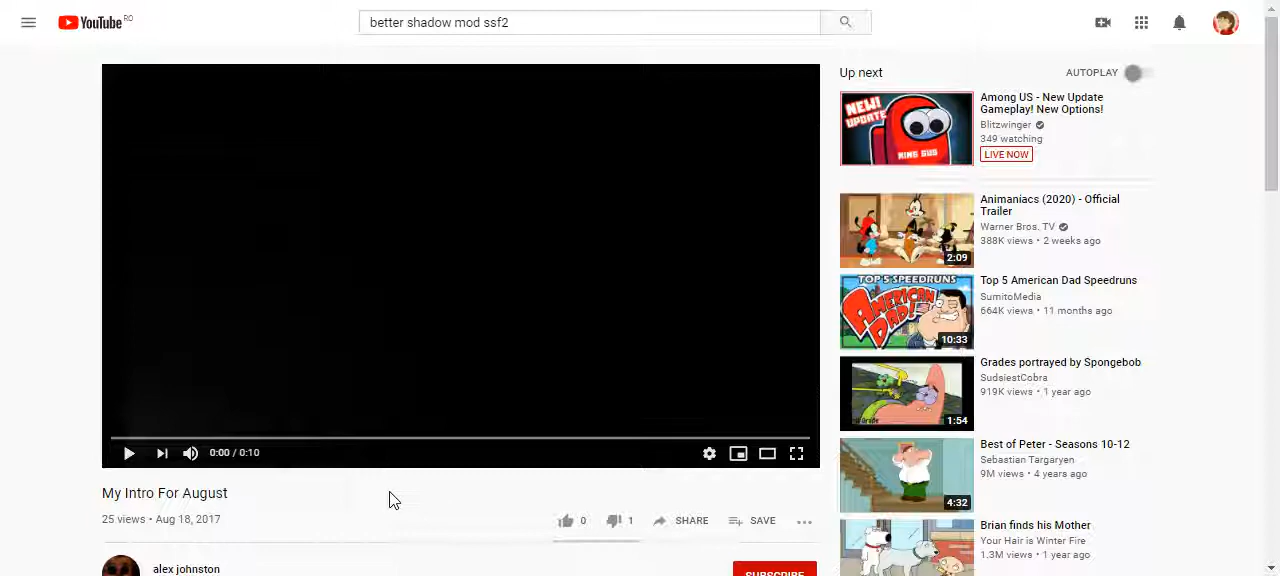 YouTube RO
better shadow mod ssf2
Up next
AUTOPLAY
NEW!
UPDATE
KING SUS
Among US - New Update
Gameplay! New Options!
Blitzwinger
349 watching
LIVE NOW
2:09
Animaniacs (2020) - Official
Trailer
Warner Bros. TV
388K views • 2 weeks ago
TOP 5 SPEEDRUNS
AMERICAN
DAD!
10:33
Top 5 American Dad Speedruns
SumitoMedia
664K views • 11 months ago
1:54
Grades portrayed by Spongebob
SudsiestCobra
919K views • 1 year ago
0:00 / 0:10
4:32
Best of Peter - Seasons 10-12
Sebastian Targaryen
9M views • 4 years ago
My Intro For August
25 views • Aug 18, 2017
0
1
SHARE
SAVE
Brian finds his Mother
Your Hair is Winter Fire
1.3M views • 1 year ago
alex johnston
SUBSCRIBE